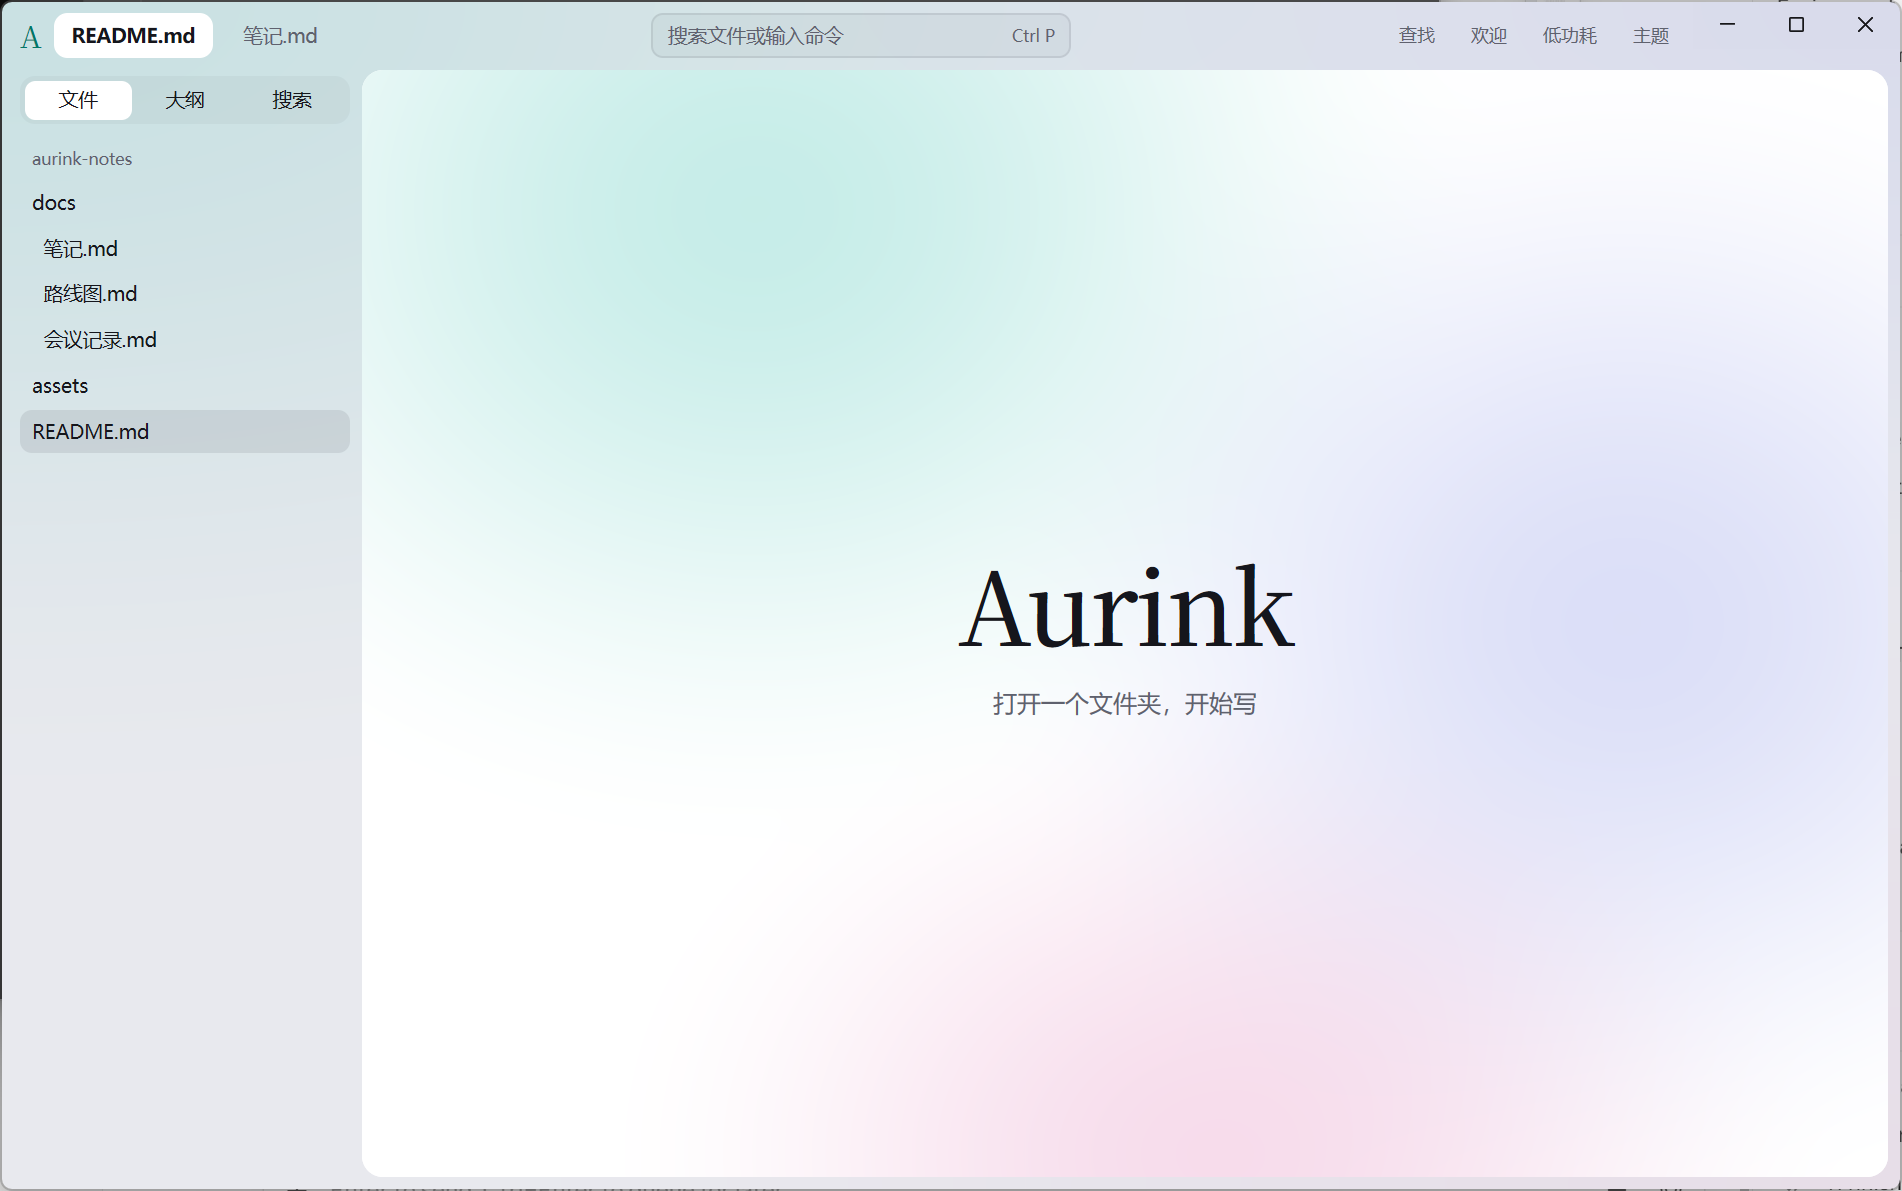 A README.md 笔记.md 搜索文件或输入命令 Ctrl P 查找 欢迎 低功耗 主题
文件 大纲 搜索
aurink-notes
docs
笔记.md
路线图.md
会议记录.md
assets
README.md
Aurink
打开一个文件夹，开始写